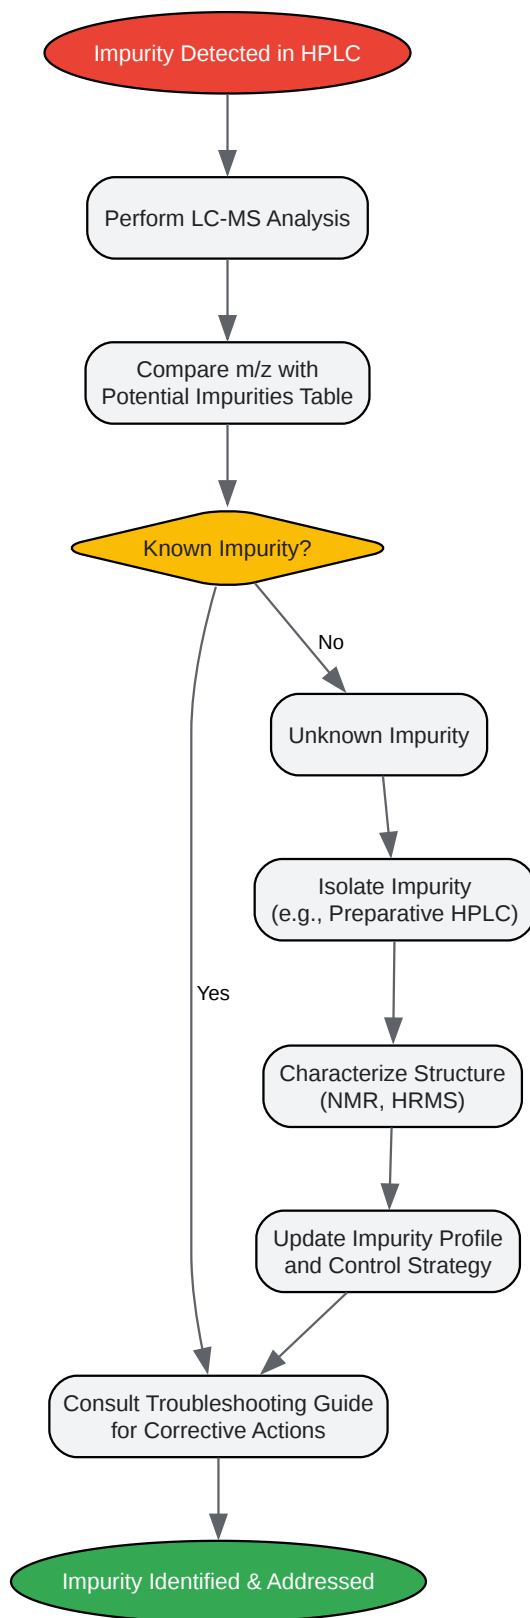 Impurity Detected in HPLC
Perform LC-MS Analysis
Compare m/z with
Potential Impurities Table
Known Impurity?
No
Unknown Impurity
Isolate Impurity
(e.g., Preparative HPLC)
Yes
Characterize Structure
(NMR, HRMS)
Update Impurity Profile
and Control Strategy
Consult Troubleshooting Guide
for Corrective Actions
Impurity Identified & Addressed